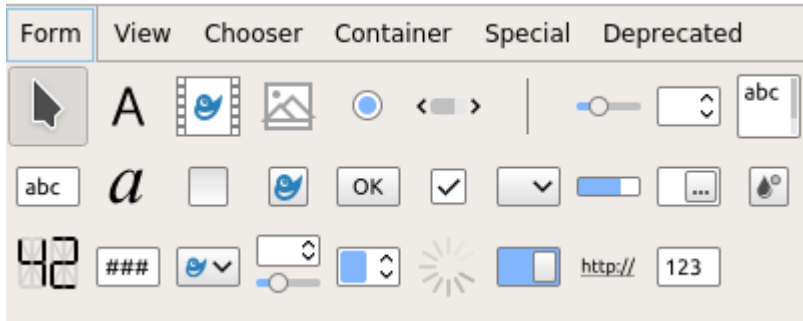 Form View Chooser Container Special Deprecated
A abc
abc a OK ...
42 ### http:// 123